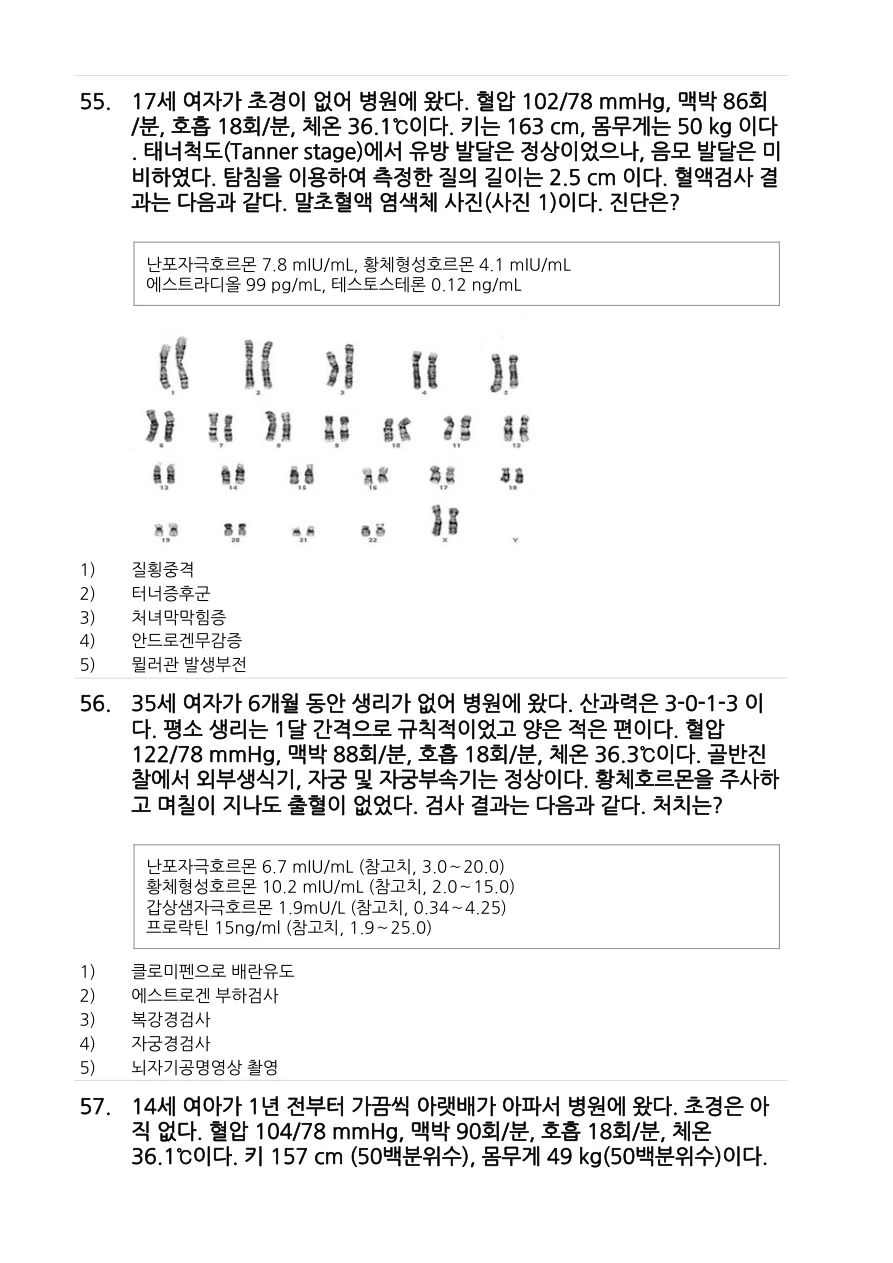 55. 17세 여자가 초경이 없어 병원에 왔다. 혈압 102/78 mmHg, 맥박 86회
/분, 호흡 18회/분, 체온 36.1℃이다. 키는 163 cm, 몸무게는 50 kg 이다
. 태너척도(Tanner stage)에서 유방 발달은 정상이었으나, 음모 발달은 미
비하였다. 탐침을 이용하여 측정한 질의 길이는 2.5 cm 이다. 혈액검사 결
과는 다음과 같다. 말초혈액 염색체 사진(사진 1)이다. 진단은?
난포자극호르몬 7.8 mIU/mL, 황체형성호르몬 4.1 mIU/mL
에스트라디올 99 pg/mL, 테스토스테론 0.12 ng/mL
1 2 3 4 5
6 7 8 9 10 11 12
13 14 15 16 17 18
19 20 21 22 X Y
1) 질횡중격
2) 터너증후군
3) 처녀막막힘증
4) 안드로겐무감증
5) 뮐러관 발생부전
56. 35세 여자가 6개월 동안 생리가 없어 병원에 왔다. 산과력은 3-0-1-3 이
다. 평소 생리는 1달 간격으로 규칙적이었고 양은 적은 편이다. 혈압
122/78 mmHg, 맥박 88회/분, 호흡 18회/분, 체온 36.3℃이다. 골반진
찰에서 외부생식기, 자궁 및 자궁부속기는 정상이다. 황체호르몬을 주사하
고 며칠이 지나도 출혈이 없었다. 검사 결과는 다음과 같다. 처치는?
난포자극호르몬 6.7 mIU/mL (참고치, 3.0~20.0)
황체형성호르몬 10.2 mIU/mL (참고치, 2.0~15.0)
갑상샘자극호르몬 1.9mU/L (참고치, 0.34~4.25)
프로락틴 15ng/ml (참고치, 1.9~25.0)
1) 클로미펜으로 배란유도
2) 에스트로겐 부하검사
3) 복강경검사
4) 자궁경검사
5) 뇌자기공명영상 촬영
57. 14세 여아가 1년 전부터 가끔씩 아랫배가 아파서 병원에 왔다. 초경은 아
직 없다. 혈압 104/78 mmHg, 맥박 90회/분, 호흡 18회/분, 체온
36.1℃이다. 키 157 cm (50백분위수), 몸무게 49 kg(50백분위수)이다.